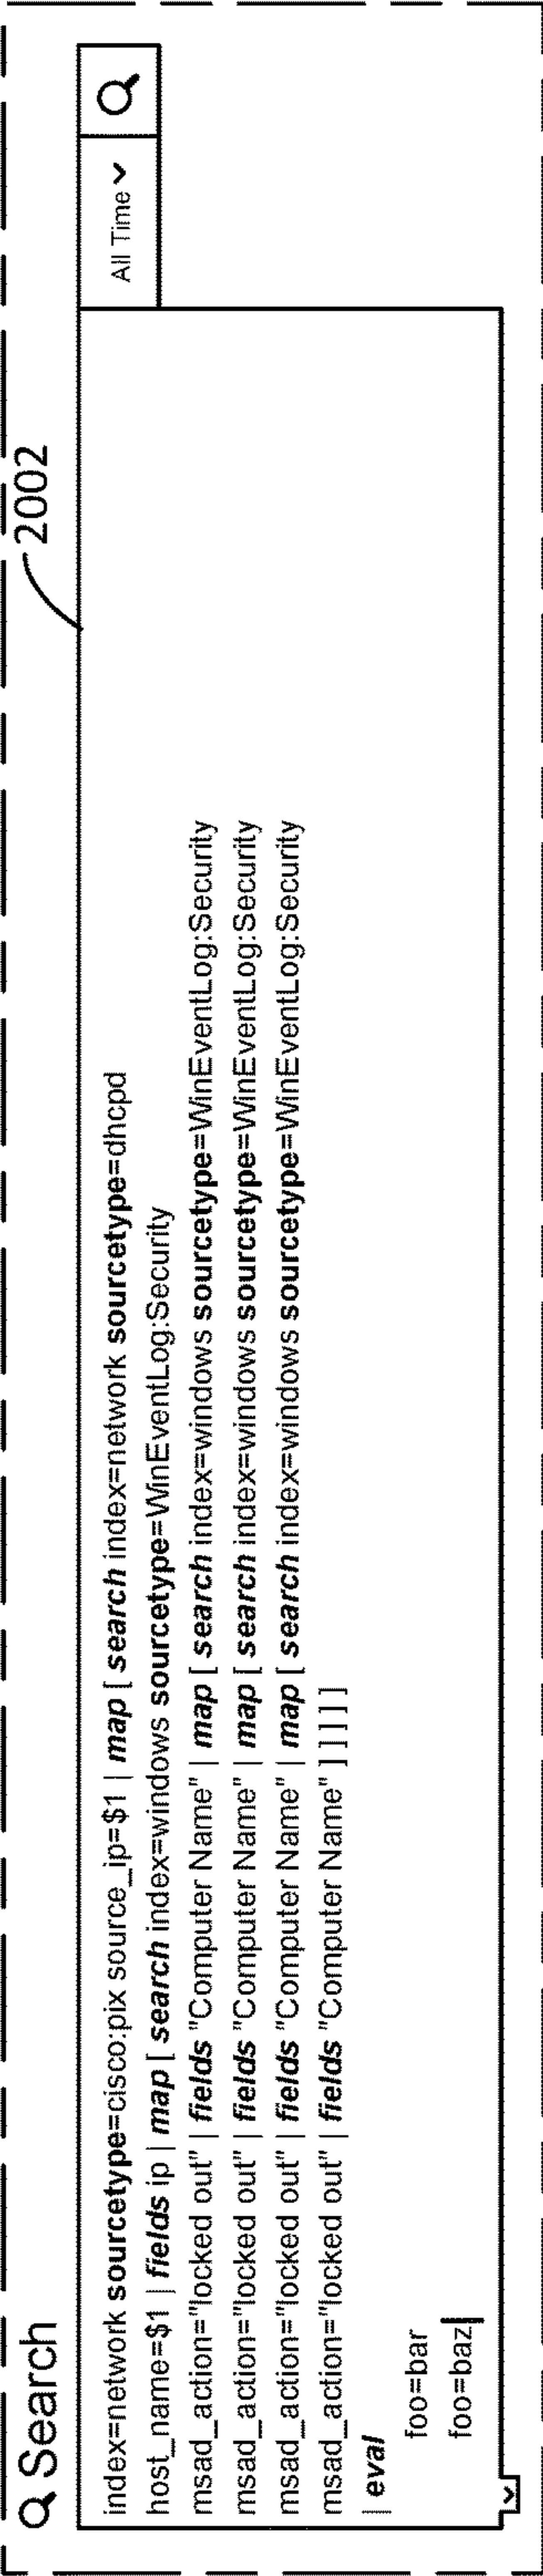 Search
2002
All Time
index=network sourcetype=cisco:pix source_ip=$1 | map [ search index=network sourcetype=dhcpd
host_name=$1 | fields ip | map [ search index=windows sourcetype=WinEventLog:Security
msad_action="locked out" | fields "Computer Name" | map [ search index=windows sourcetype=WinEventLog:Security
msad_action="locked out" | fields "Computer Name" | map [ search index=windows sourcetype=WinEventLog:Security
msad_action="locked out" | fields "Computer Name" | map [ search index=windows sourcetype=WinEventLog:Security
msad_action="locked out" | fields "Computer Name" ] ] ] ] ]
| eval
foo=bar
foo=baz